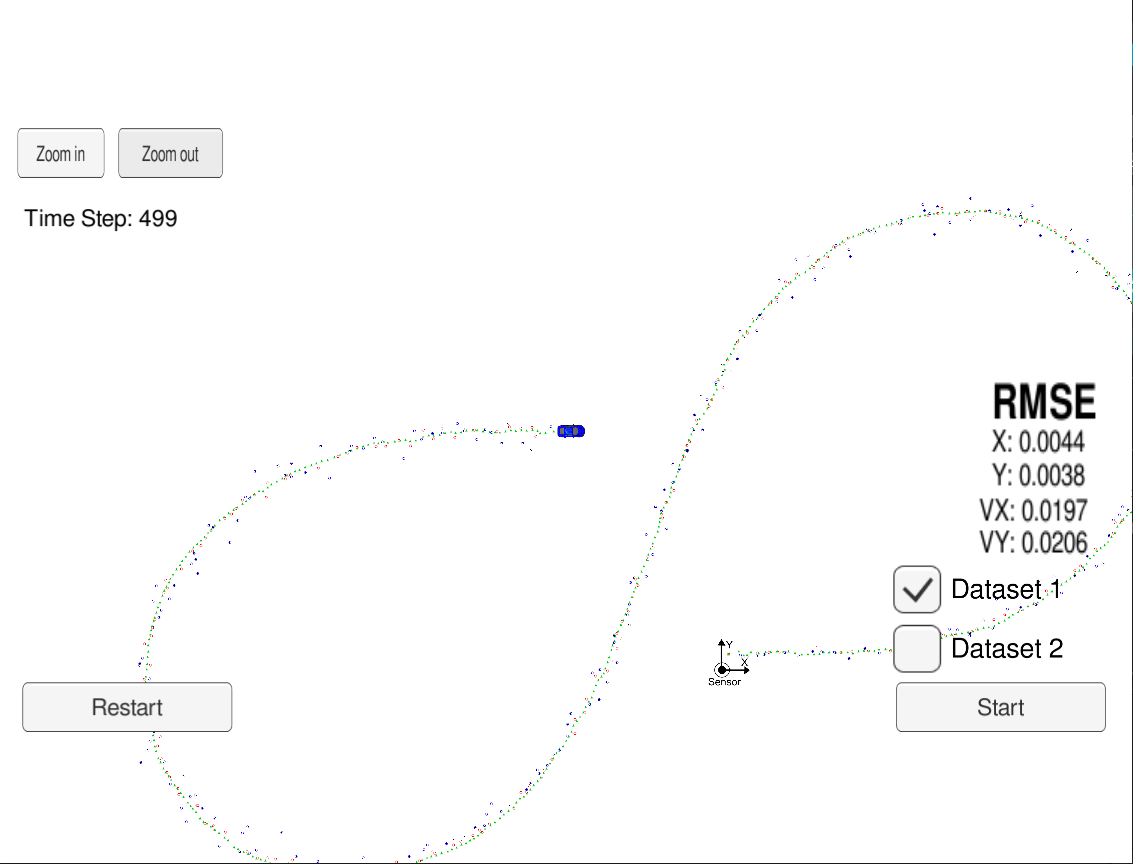 Zoom in
Zoom out
Time Step: 499
RMSE
X: 0.0044
Y: 0.0038
VX: 0.0197
VY: 0.0206
Dataset 1
Dataset 2
Y
X
Sensor
Restart
Start